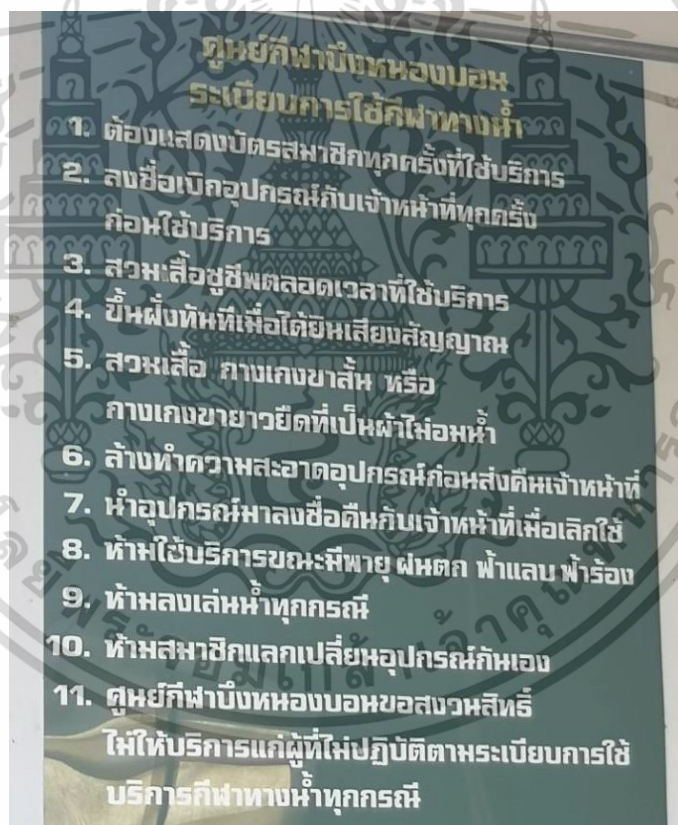 ศูนย์กีฬาบึงหนองบอน
ระเบียบการใช้กีฬาทางน้ำ
1. ต้องแสดงบัตรสมาชิกทุกครั้งที่ใช้บริการ
2. ลงชื่อเบิกอุปกรณ์กับเจ้าหน้าที่ทุกครั้ง
ก่อนใช้บริการ
3. สวมเสื้อชูชีพตลอดเวลาที่ใช้บริการ
4. ขึ้นฝั่งทันทีเมื่อได้ยินเสียงสัญญาณ
5. สวมเสื้อ กางเกงขาสั้น หรือ
กางเกงขายาวยืดที่เป็นผ้าไม่อมน้ำ
6. ล้างทำความสะอาดอุปกรณ์ก่อนส่งคืนเจ้าหน้าที่
7. นำอุปกรณ์มาลงชื่อคืนกับเจ้าหน้าที่เมื่อเลิกใช้
8. ห้ามใช้บริการขณะมีพายุ ฝนตก ฟ้าแลบ ฟ้าร้อง
9. ห้ามลงเล่นน้ำทุกกรณี
10. ห้ามสมาชิกแลกเปลี่ยนอุปกรณ์กันเอง
11. ศูนย์กีฬาบึงหนองบอนขอสงวนสิทธิ์
ไม่ให้บริการแก่ผู้ที่ไม่ปฏิบัติตามระเบียบการใช้
บริการกีฬาทางน้ำทุกกรณี